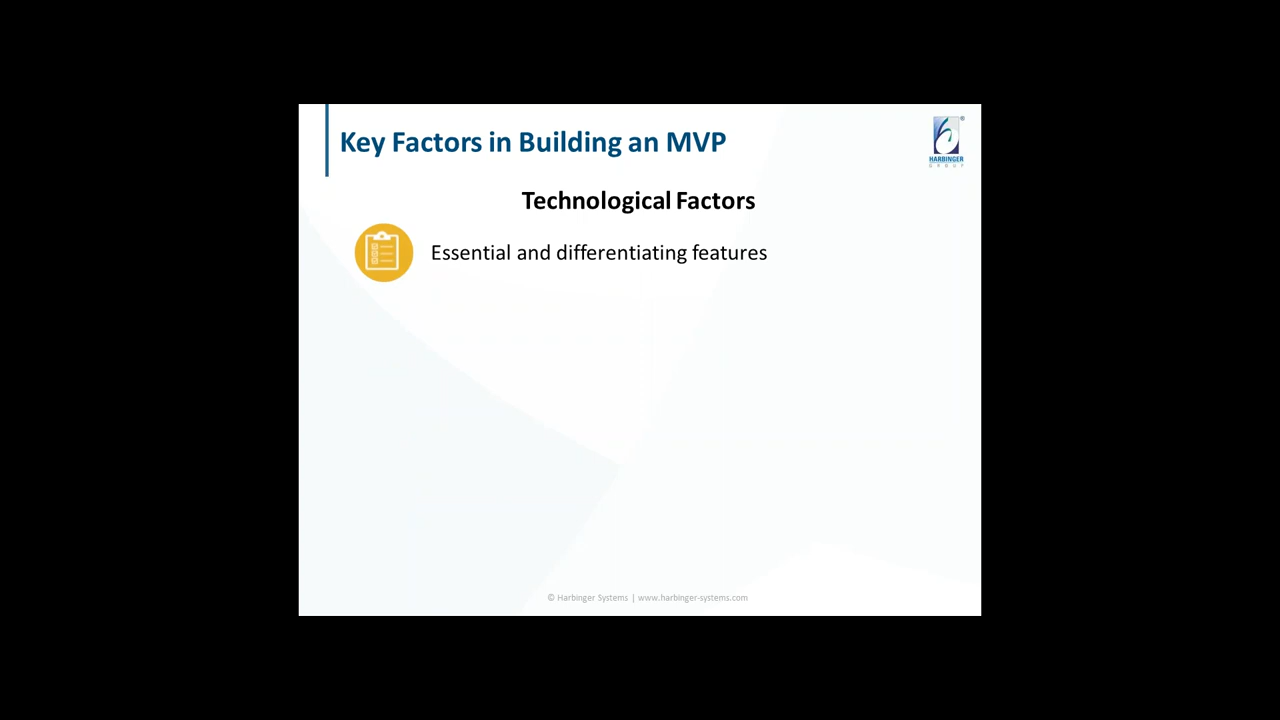 Key Factors in Building an MVP
®
HARBINGER
GROUP
Technological Factors
Essential and differentiating features
© Harbinger Systems | www.harbinger-systems.com